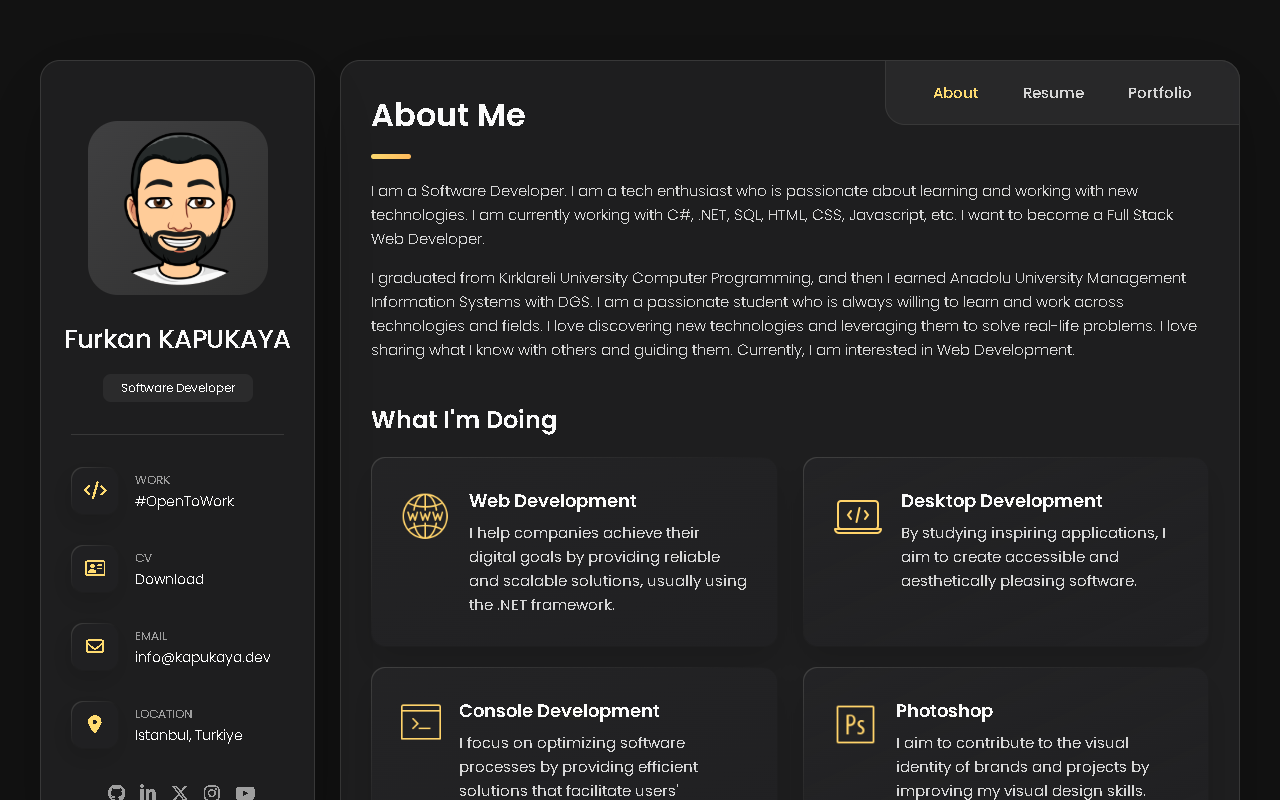 Furkan KAPUKAYA
Software Developer
WORK
#OpenToWork
CV
Download
EMAIL
info@kapukaya.dev
LOCATION
Istanbul, Turkiye
About
Resume
Portfolio
About Me
I am a Software Developer. I am a tech enthusiast who is passionate about learning and working with new
technologies. I am currently working with C#, .NET, SQL, HTML, CSS, Javascript, etc. I want to become a Full Stack
Web Developer.
I graduated from Kırklareli University Computer Programming, and then I earned Anadolu University Management
Information Systems with DGS. I am a passionate student who is always willing to learn and work across
technologies and fields. I love discovering new technologies and leveraging them to solve real-life problems. I love
sharing what I know with others and guiding them. Currently, I am interested in Web Development.
What I'm Doing
WWW
Web Development
I help companies achieve their
digital goals by providing reliable
and scalable solutions, usually using
the .NET framework.
Desktop Development
By studying inspiring applications, I
aim to create accessible and
aesthetically pleasing software.
Console Development
I focus on optimizing software
processes by providing efficient
solutions that facilitate users'
Ps
Photoshop
I aim to contribute to the visual
identity of brands and projects by
improving my visual design skills.